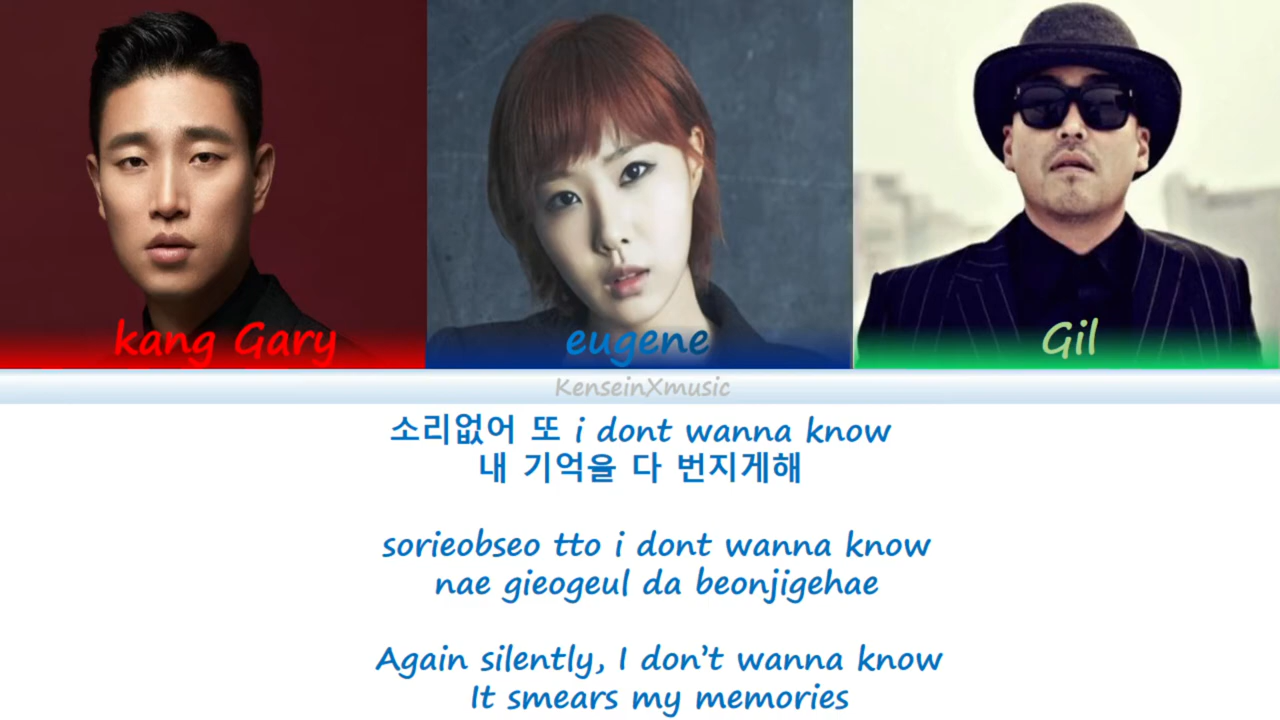 kang Gary
eugene
Gil
KenseinXmusic
소리없어 또 i dont wanna know
내 기억을 다 번지게해
sorieobseo tto i dont wanna know
nae gieogeul da beonjigehae
Again silently, I don’t wanna know
It smears my memories